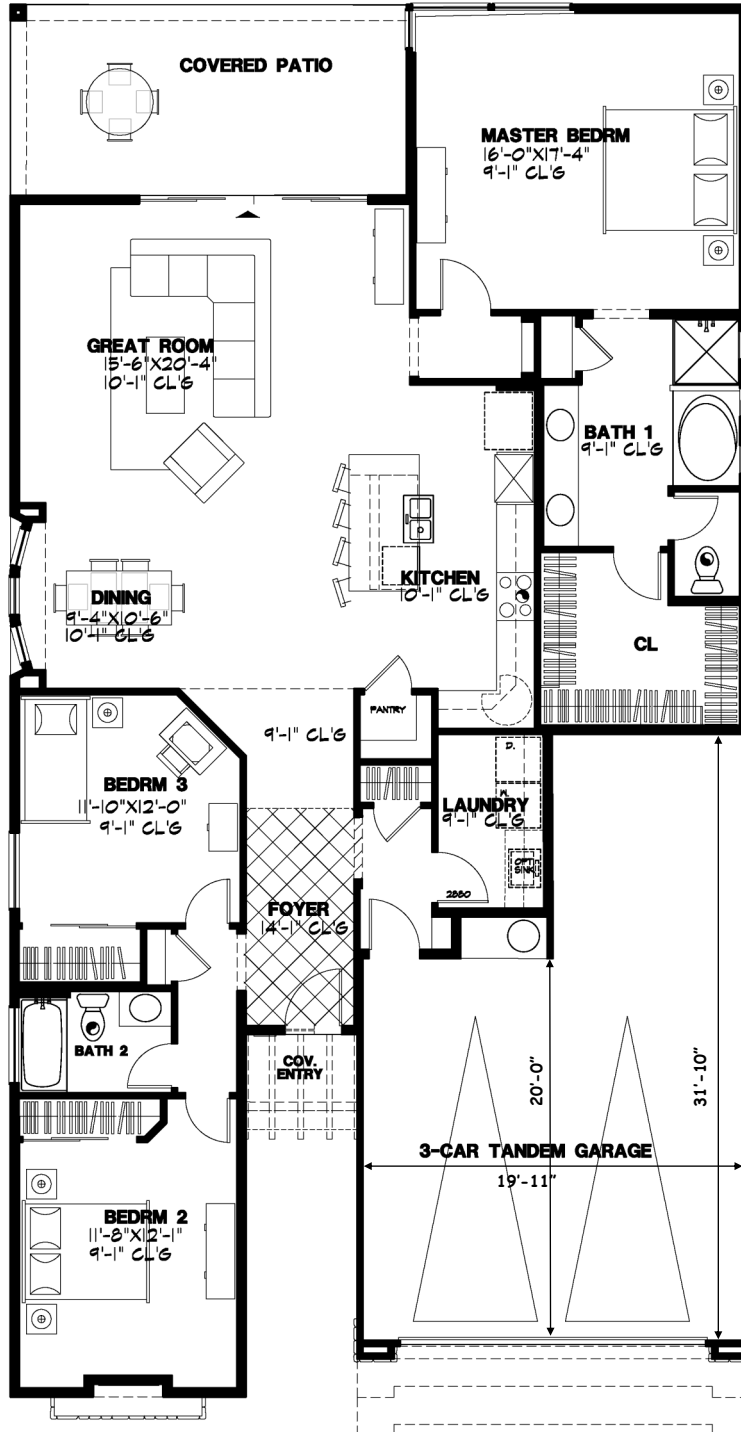 COVERED PATIO
MASTER BEDRM
16'-0"X17'-4"
9'-1" CL'G
GREAT ROOM
15'-6"X20'-4"
10'-1" CL'G
BATH 1
9'-1" CL'G
KITCHEN
10'-1" CL'G
DINING
9'-4"X10'-6"
10'-1" CL'G
CL
PANTRY
9'-1" CL'G
D.
W.
BEDRM 3
11'-10"X12'-0"
9'-1" CL'G
LAUNDRY
9'-1" CL'G
OPT
SINK
2880
FOYER
14'-1" CL'G
BATH 2
COV.
ENTRY
20'-0"
31'-10"
3-CAR TANDEM GARAGE
19'-11"
BEDRM 2
11'-8"X12'-1"
9'-1" CL'G